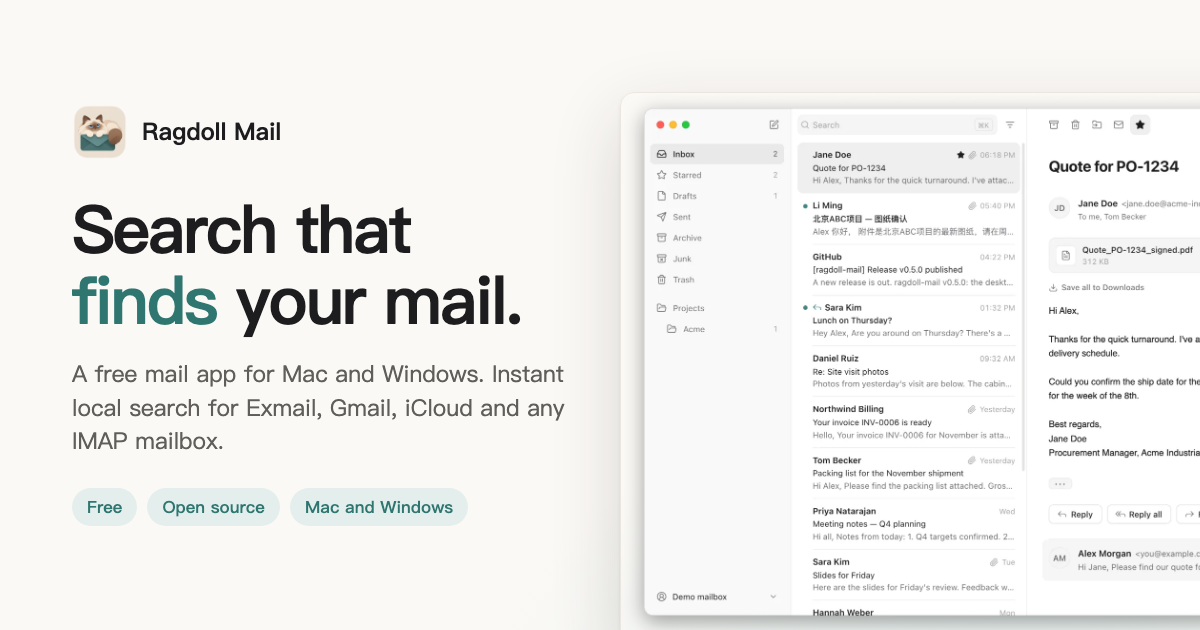 Ragdoll Mail
Search that
finds your mail.
A free mail app for Mac and Windows. Instant
local search for Exmail, Gmail, iCloud and any
IMAP mailbox.
Free
Open source
Mac and Windows
Inbox 2
Starred 2
Drafts 1
Sent
Archive
Junk
Trash
Projects
Acme 1
Demo mailbox
Search ⌘K
Jane Doe 06:18 PM
Quote for PO-1234
Hi Alex, Thanks for the quick turnaround. I've attac...
Li Ming 05:40 PM
北京ABC项目 — 图纸确认
Alex 你好， 附件是北京ABC项目的最新图纸，请在周...
GitHub 04:22 PM
[ragdoll-mail] Release v0.5.0 published
A new release is out. ragdoll-mail v0.5.0: the deskt...
Sara Kim 01:32 PM
Lunch on Thursday?
Hey Alex, Are you around on Thursday? There's a ...
Daniel Ruiz 09:32 AM
Re: Site visit photos
Photos from yesterday's visit are below. The cabin...
Northwind Billing Yesterday
Your invoice INV-0006 is ready
Hello, Your invoice INV-0006 for November is atta...
Tom Becker Yesterday
Packing list for the November shipment
Hi Alex, Please find the packing list attached. Gros...
Priya Natarajan Wed
Meeting notes — Q4 planning
Hi all, Notes from today: 1. Q4 targets confirmed. 2...
Sara Kim Tue
Slides for Friday
Here are the slides for Friday's review. Feedback w...
Hannah Weber Mon
Quote for PO-1234
JD
Jane Doe <jane.doe@acme-in
To me, Tom Becker
Quote_PO-1234_signed.pdf
312 KB
Save all to Downloads
Hi Alex,
Thanks for the quick turnaround. I've a
delivery schedule.
Could you confirm the ship date for the
for the week of the 8th.
Best regards,
Jane Doe
Procurement Manager, Acme Industria
Reply
Reply all
AM
Alex Morgan <you@example.c
Hi Jane, Please find our quote fo